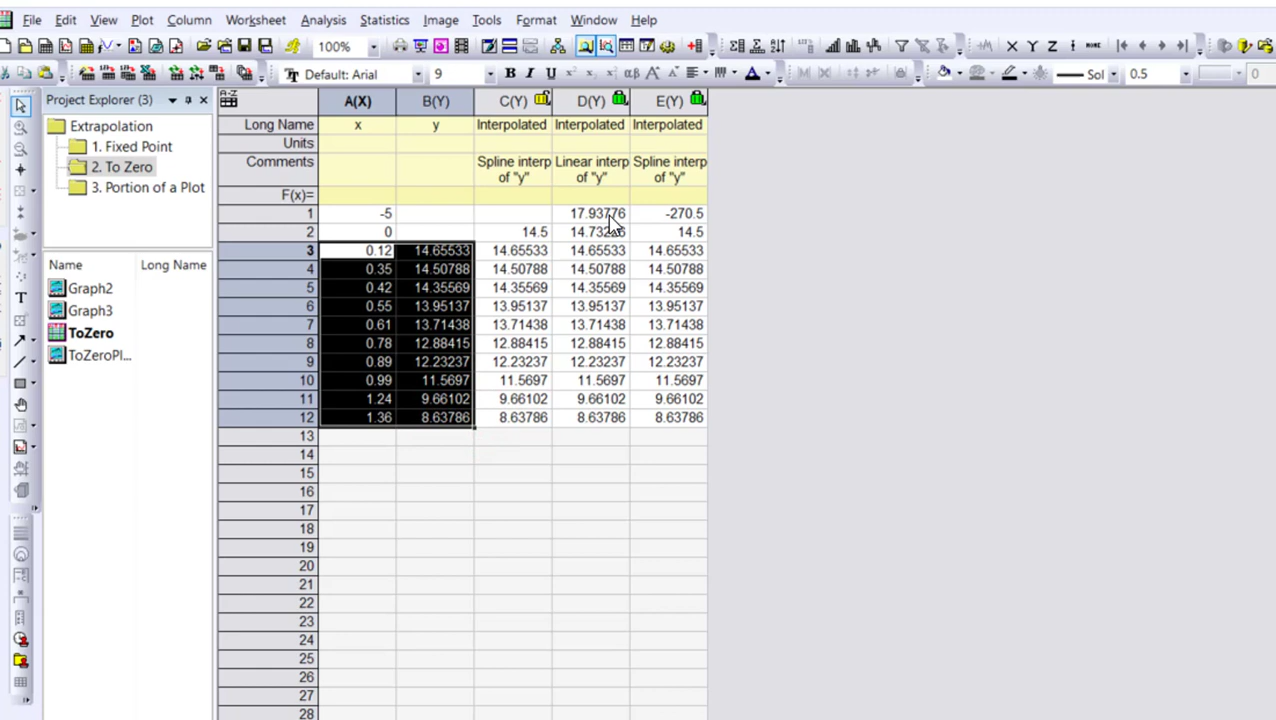 File Edit View Plot Column Worksheet Analysis Statistics Image Tools Format Window Help
100%
Default: Arial 9 B I U Sol 0.5 0
Project Explorer (3)
Extrapolation
1. Fixed Point
2. To Zero
3. Portion of a Plot
Name Long Name
Graph2
Graph3
ToZero
ToZeroPl...
A(X) B(Y) C(Y) D(Y) E(Y)
Long Name x y Interpolated Interpolated Interpolated
Units
Comments Spline interp of "y" Linear interp of "y" Spline interp of "y"
F(x)=
1 -5 17.93776 -270.5
2 0 14.5 14.5
3 0.12 14.65533 14.65533 14.65533 14.65533
4 0.35 14.50788 14.50788 14.50788 14.50788
5 0.42 14.35569 14.35569 14.35569 14.35569
6 0.55 13.95137 13.95137 13.95137 13.95137
7 0.61 13.71438 13.71438 13.71438 13.71438
8 0.78 12.88415 12.88415 12.88415 12.88415
9 0.89 12.23237 12.23237 12.23237 12.23237
10 0.99 11.5697 11.5697 11.5697 11.5697
11 1.24 9.66102 9.66102 9.66102 9.66102
12 1.36 8.63786 8.63786 8.63786 8.63786
13
14
15
16
17
18
19
20
21
22
23
24
25
26
27
28